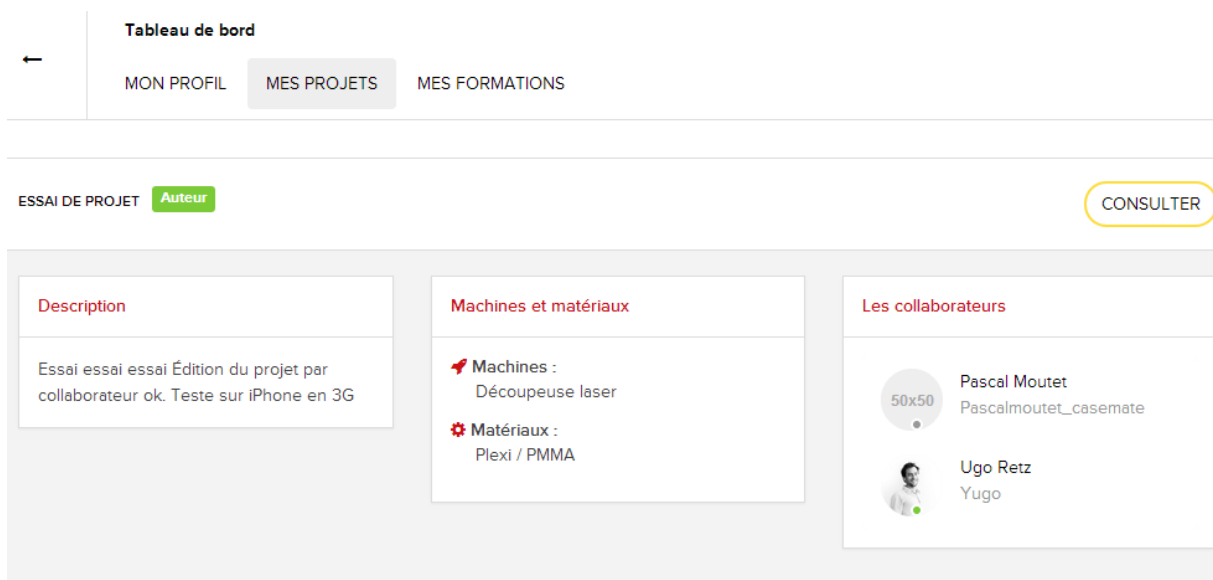 Tableau de bord
←
MON PROFIL MES PROJETS MES FORMATIONS
ESSAI DE PROJET Auteur
CONSULTER
Description
Essai essai essai Édition du projet par
collaborateur ok. Teste sur iPhone en 3G
Machines et matériaux
Machines :
Découpeuse laser
Matériaux :
Plexi / PMMA
Les collaborateurs
50x50
Pascal Moutet
Pascalmoutet_casemate
Ugo Retz
Yugo